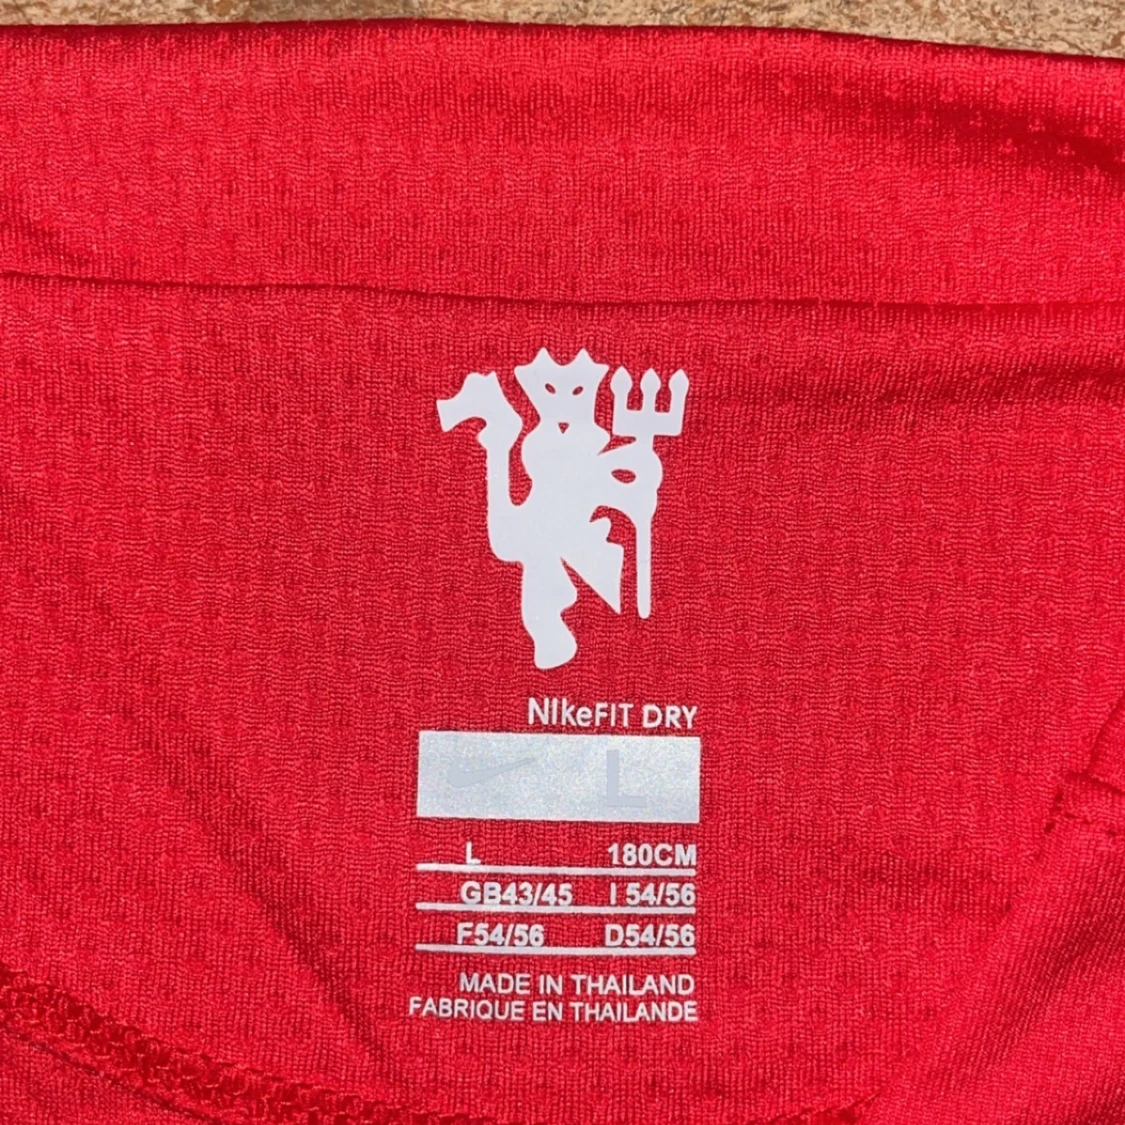 NIkeFIT DRY
L
L 180CM
GB43/45 I 54/56
F54/56 D54/56
MADE IN THAILAND
FABRIQUE EN THAILANDE